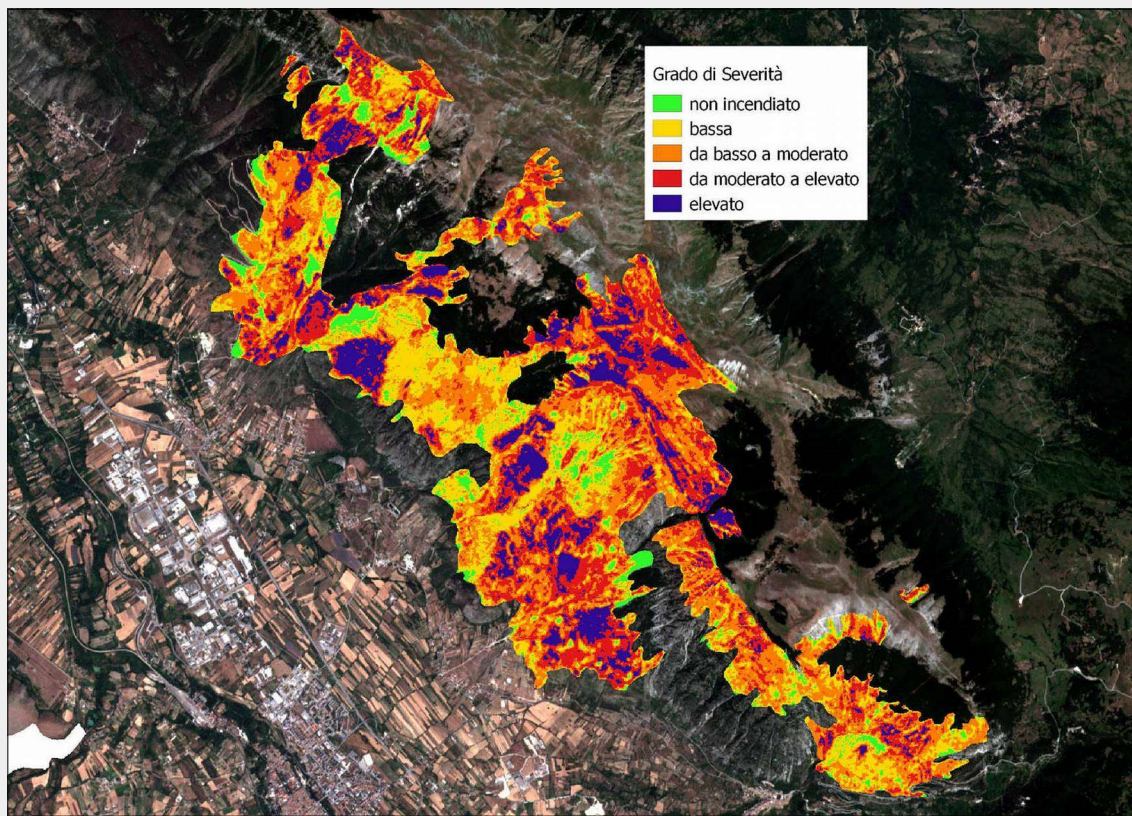 Grado di Severità
non incendiato
bassa
da basso a moderato
da moderato a elevato
elevato